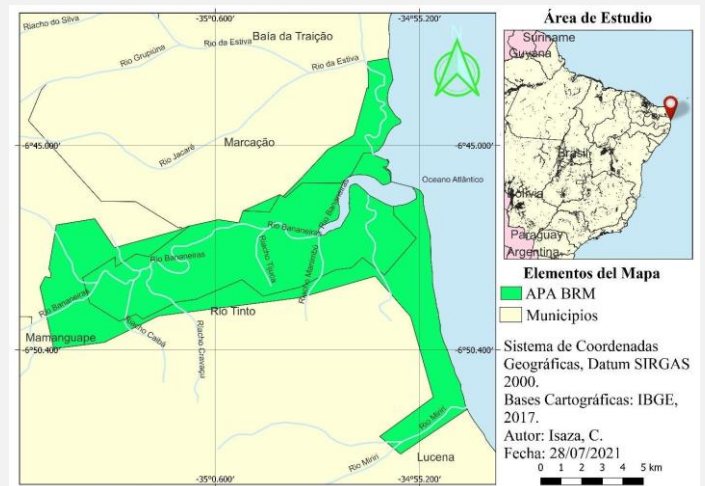 -35°0.600'
-34°55.200'
Riacho do Silva
Baía da Traição
Rio Grupiúna
Rio da Estiva
Rio da Estiva
N
-6°45.000'
Marcação
-6°45.000'
Rio Jacaré
Oceano Atlântico
Rio Bananeiras
Rio Bananeiras
Rio Bananeiras
Riacho Tijuta
Riacho Manimbú
Rio Bananeiras
Rio Tinto
Mamanguape
Riacho Caibá
Riacho Cravaçu
-6°50.400'
-6°50.400'
Rio Miriri
Rio Miriri
Lucena
-35°0.600'
-34°55.200'
Área de Estudio
Suriname
Guyana
Brasil
Bolivia
Paraguay
Argentina
Elementos del Mapa
APA BRM
Municipios
Sistema de Coordenadas
Geográficas, Datum SIRGAS
2000.
Bases Cartográficas: IBGE,
2017.
Autor: Isaza, C.
Fecha: 28/07/2021
0 1 2 3 4 5 km